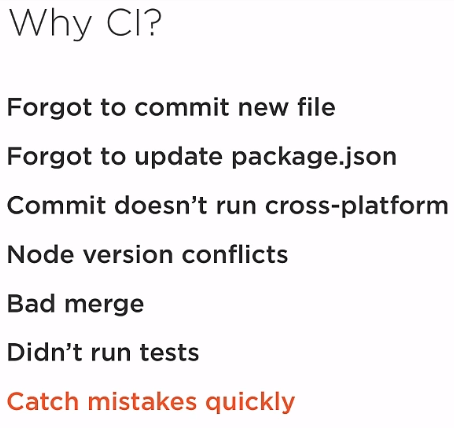 Why CI?
Forgot to commit new file
Forgot to update package.json
Commit doesn't run cross-platform
Node version conflicts
Bad merge
Didn't run tests
Catch mistakes quickly